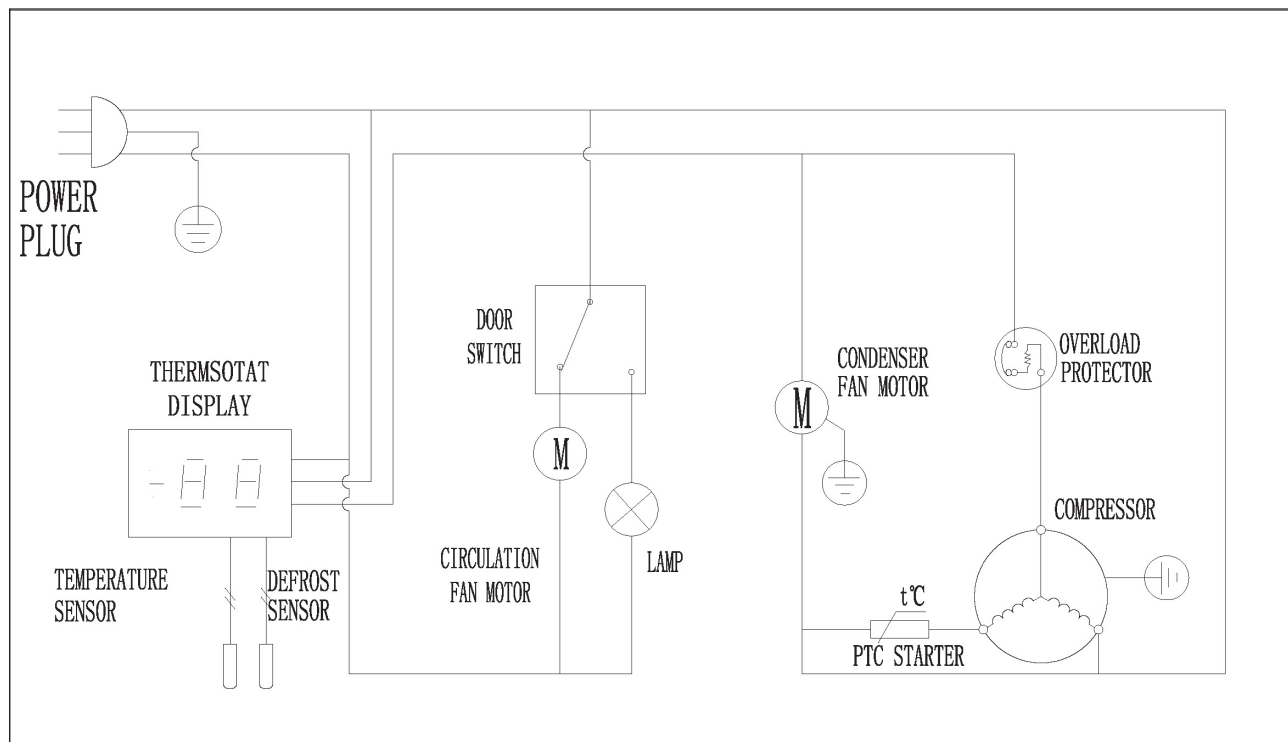 POWER
PLUG
THERMSOTAT
DISPLAY
-88
TEMPERATURE
SENSOR
DEFROST
SENSOR
DOOR
SWITCH
M
CIRCULATION
FAN MOTOR
LAMP
CONDENSER
FAN MOTOR
M
OVERLOAD
PROTECTOR
COMPRESSOR
t℃
PTC STARTER